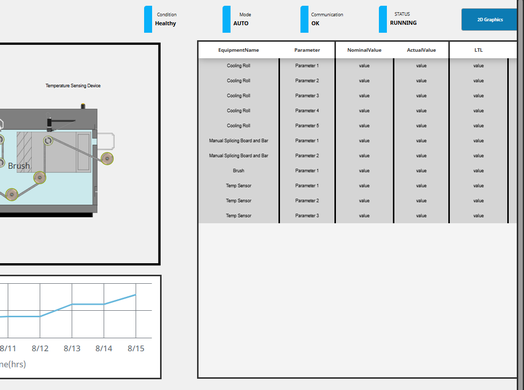 Condition
Healthy
Mode
AUTO
Communication
OK
STATUS
RUNNING
2D Graphics
Temperature Sensing Device
Brush
EquipmentName Parameter NominalValue ActualValue LTL
Cooling Roll Parameter 1 value value value
Cooling Roll Parameter 2 value value value
Cooling Roll Parameter 3 value value value
Cooling Roll Parameter 4 value value value
Cooling Roll Parameter 5 value value value
Manual Splicing Board and Bar Parameter 1 value value value
Manual Splicing Board and Bar Parameter 2 value value value
Brush Parameter 1 value value value
Temp Sensor Parameter 1 value value value
Temp Sensor Parameter 2 value value value
Temp Sensor Parameter 3 value value value
8/11 8/12 8/13 8/14 8/15
ne(hrs)